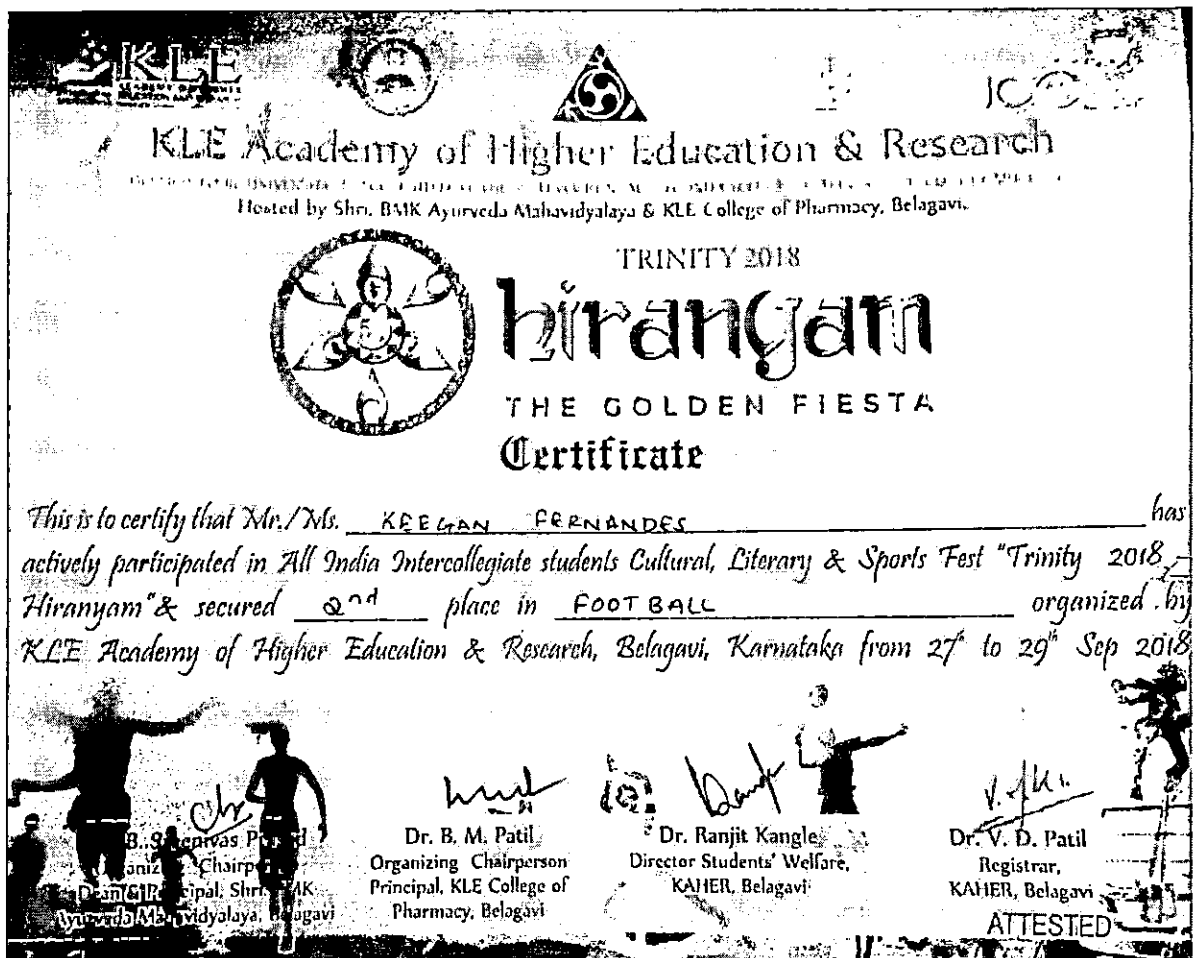 KLE
KLE Academy of Higher Education & Research
Hosted by Shri. BMK Ayurveda Mahavidyalaya & KLE College of Pharmacy, Belagavi.
TRINITY 2018
hiranyam
THE GOLDEN FIESTA
Certificate
This is to certify that Mr./Ms. KEEGAN FERNANDES has
actively participated in All India Intercollegiate students Cultural, Literary & Sports Fest "Trinity 2018
Hiranyam" & secured 2nd place in FOOTBALL organized by
KLE Academy of Higher Education & Research, Belagavi, Karnataka from 27th to 29th Sep 2018
Dr. B. M. Patil
Organizing Chairperson
Principal, KLE College of
Pharmacy, Belagavi
Dr. Ranjit Kangle
Director Students' Welfare,
KAHER, Belagavi
Dr. V. D. Patil
Registrar,
KAHER, Belagavi
ATTESTED